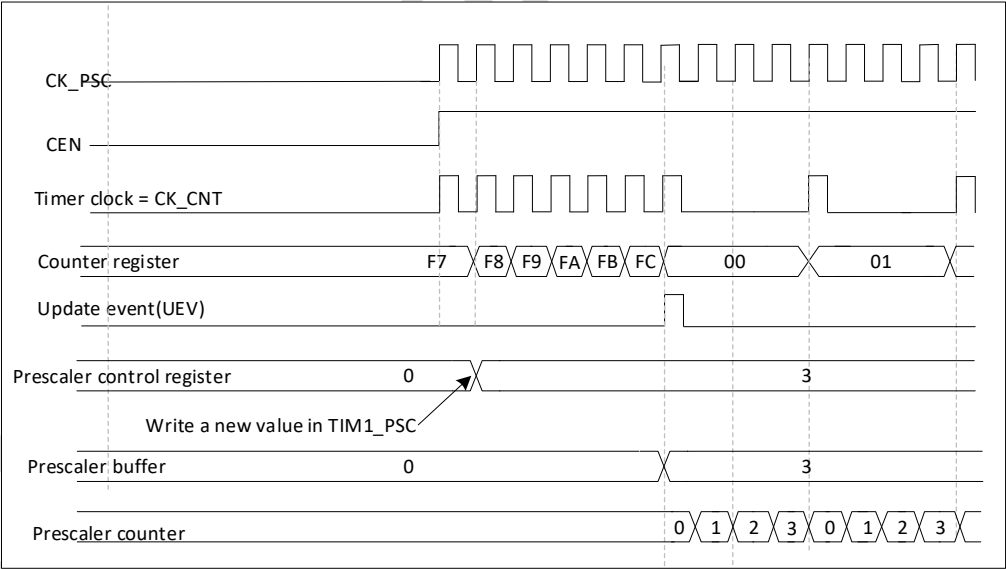 CK_PSC
CEN
Timer clock = CK_CNT
Counter register F7 F8 F9 FA FB FC 00 01
Update event(UEV)
Prescaler control register 0 3
Write a new value in TIM1_PSC
Prescaler buffer 0 3
Prescaler counter 0 1 2 3 0 1 2 3